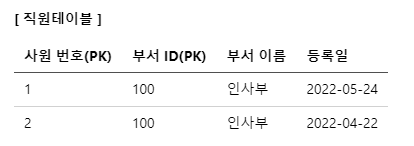 [ 직원테이블 ]
사원 번호(PK) 부서 ID(PK) 부서 이름 등록일
1 100 인사부 2022-05-24
2 100 인사부 2022-04-22